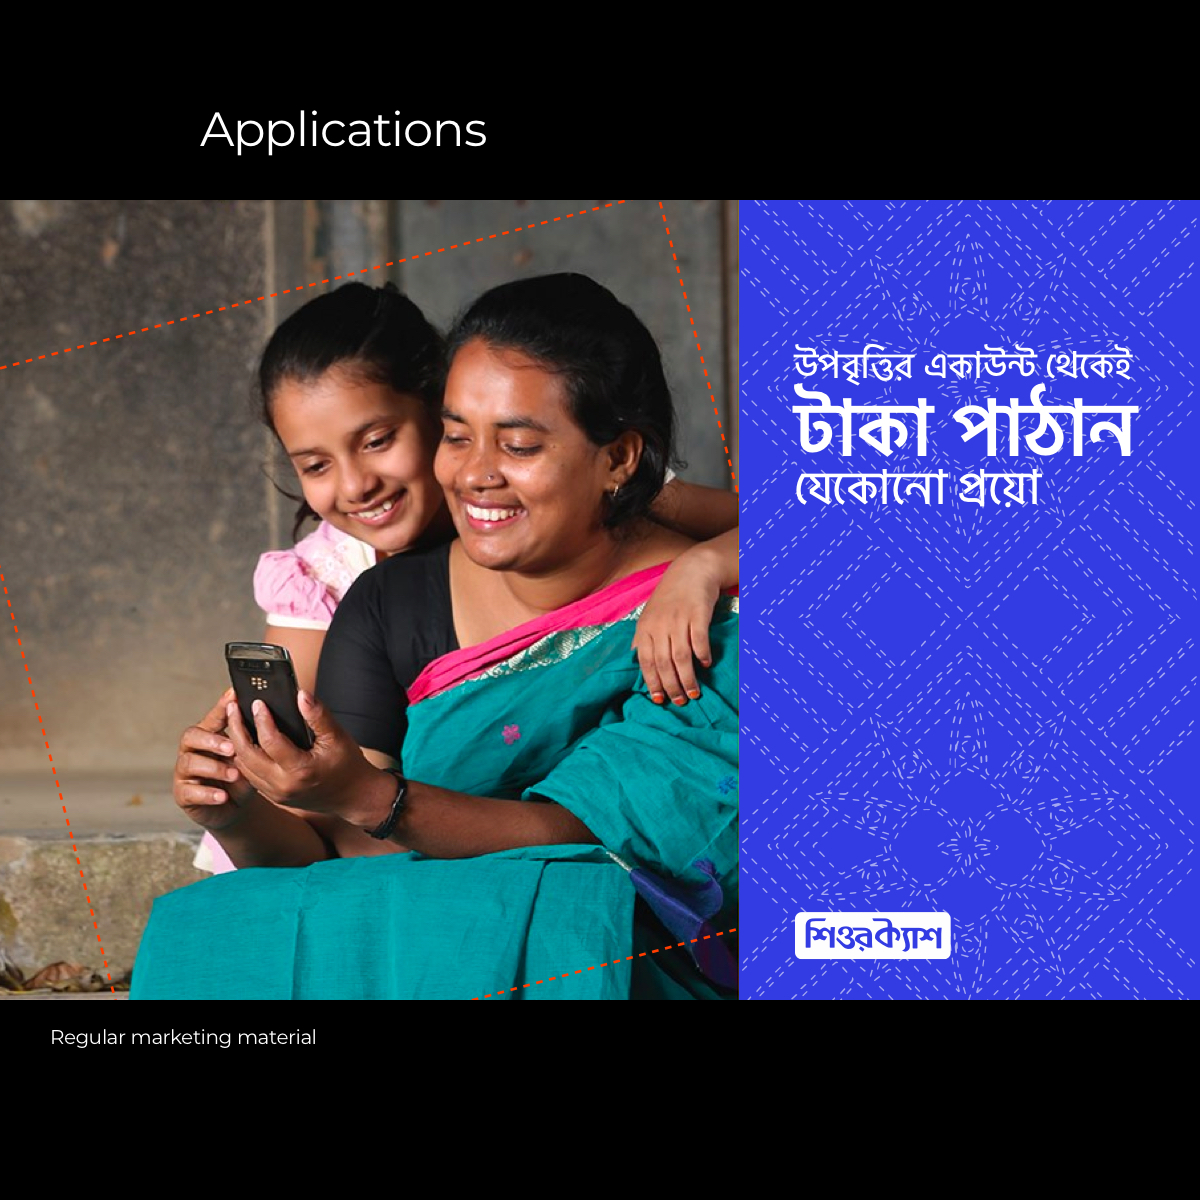 Applications
উপবৃত্তির একাউন্ট থেকেই
টাকা পাঠান
যেকোনো প্রয়ো
শিওরক্যাশ
Regular marketing material